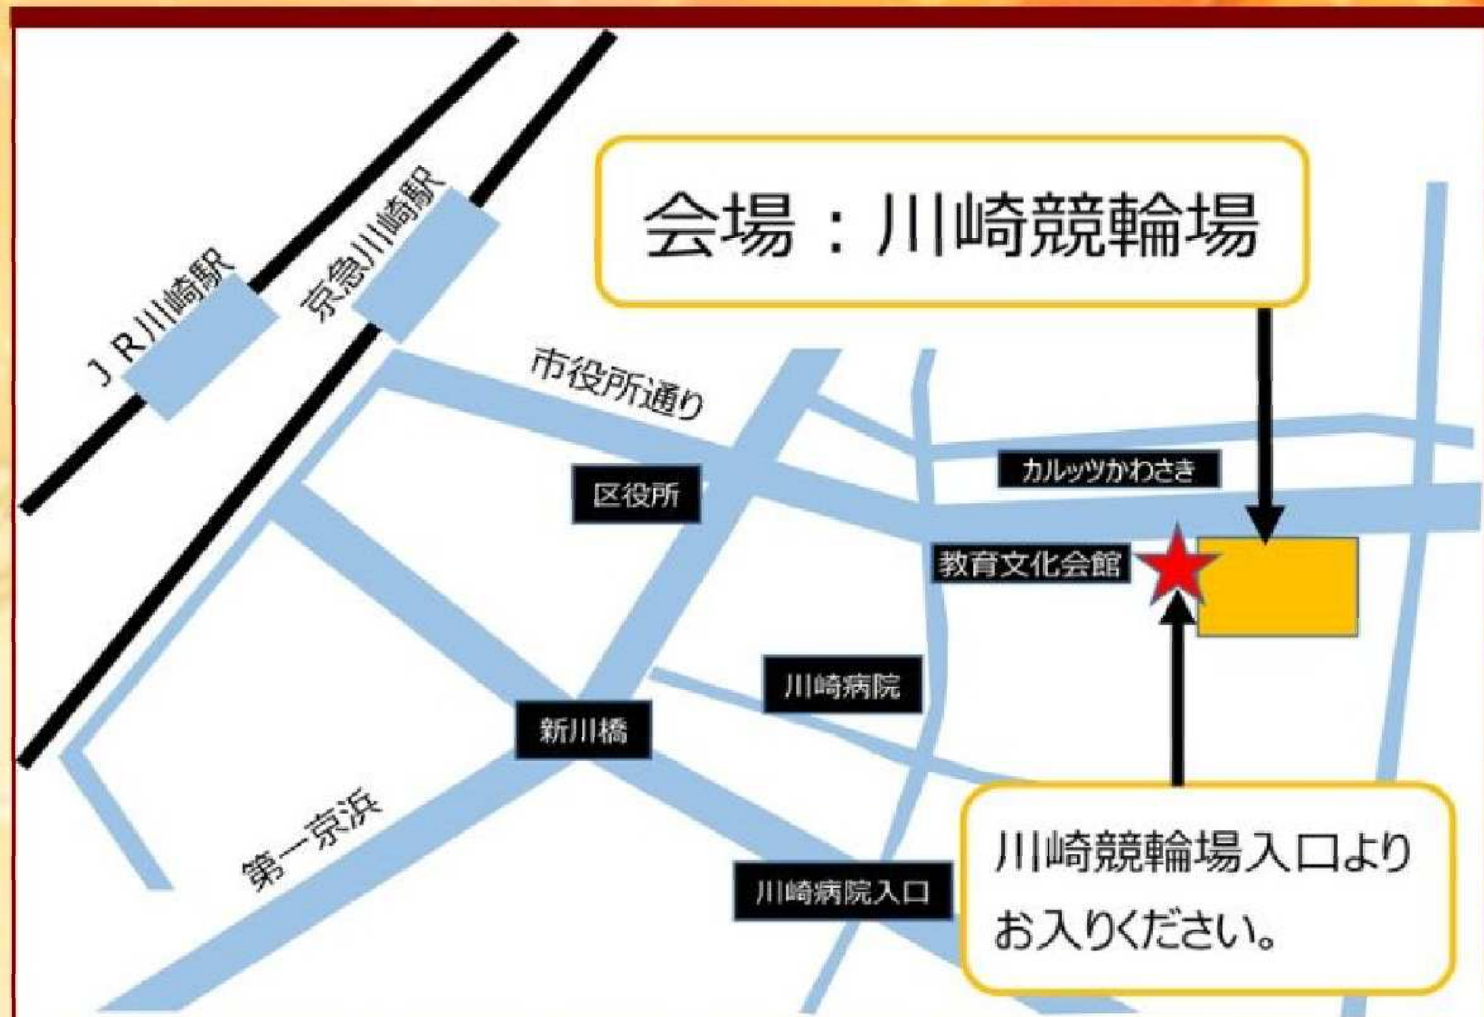 会場：川崎競輪場
京急川崎駅
ＪＲ川崎駅
市役所通り
カルッツかわさき
区役所
教育文化会館
川崎病院
新川橋
第一京浜
川崎病院入口
川崎競輪場入口より
お入りください。